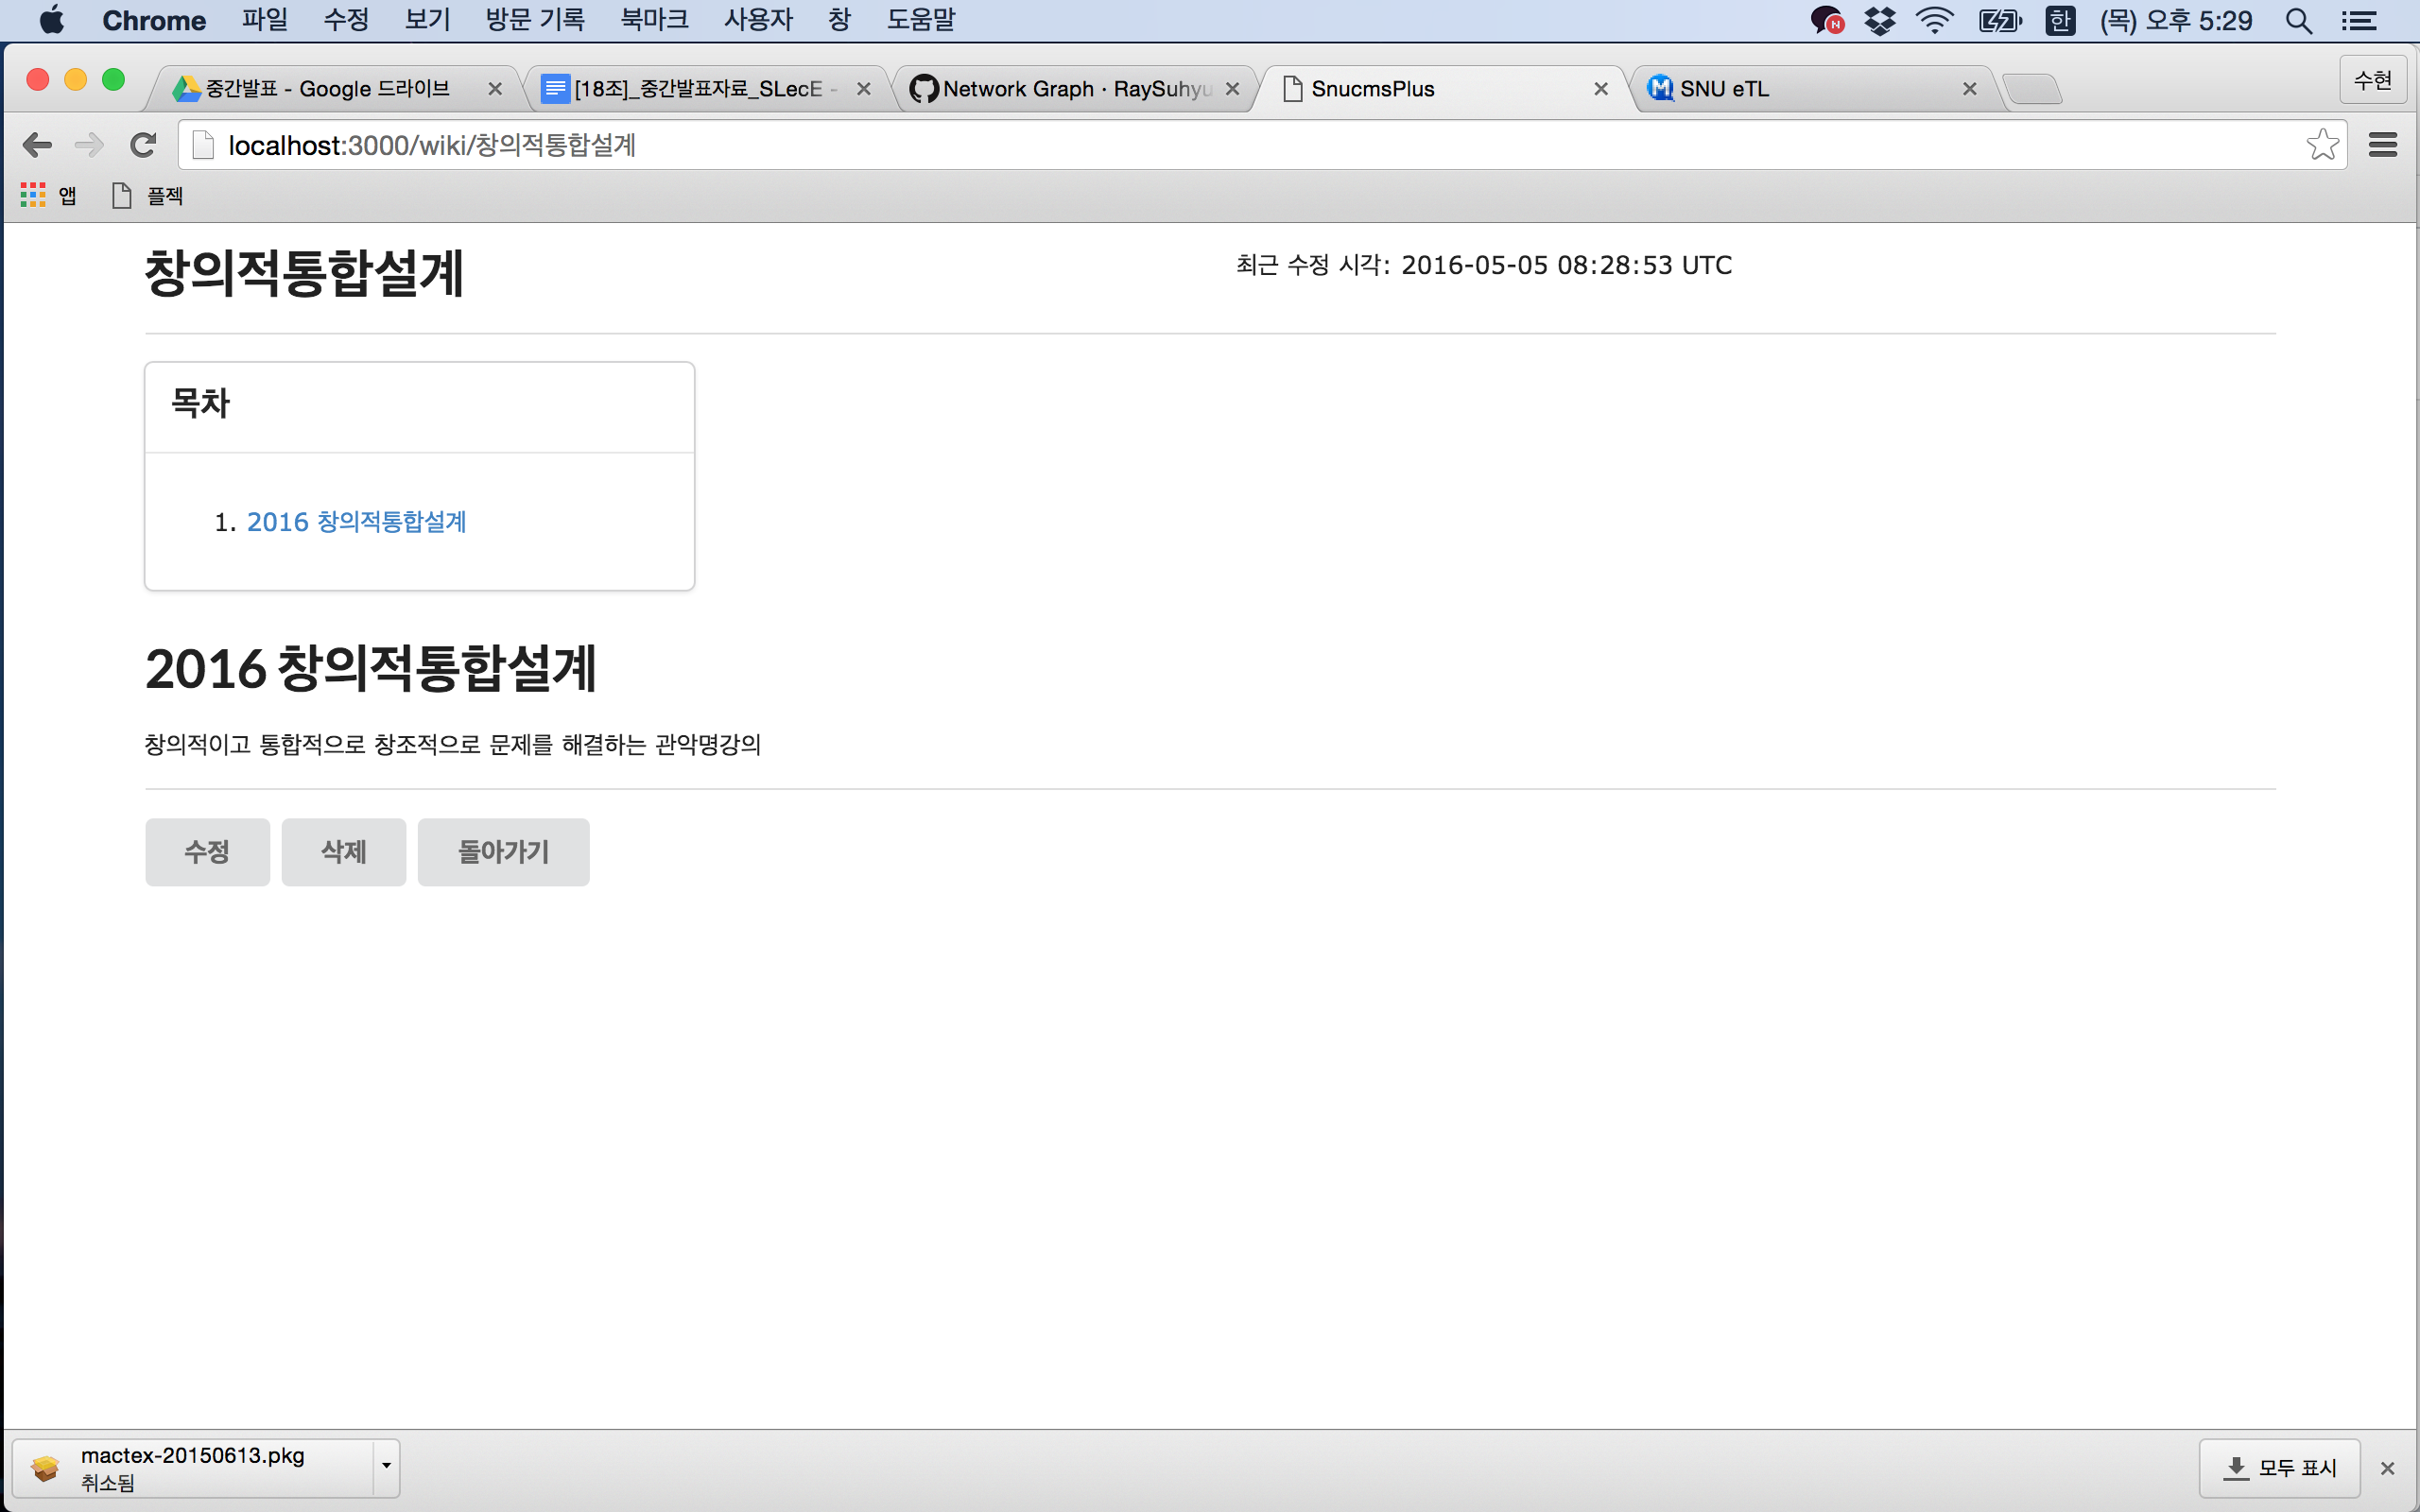 Chrome 파일 수정 보기 방문 기록 북마크 사용자 창 도움말 한 (목) 오후 5:29
중간발표 - Google 드라이브 [18조]_중간발표자료_SLecE - Network Graph · RaySuhyu SnucmsPlus SNU eTL 수현
localhost:3000/wiki/창의적통합설계
앱 플젝
창의적통합설계 최근 수정 시각: 2016-05-05 08:28:53 UTC
목차
1. 2016 창의적통합설계
2016 창의적통합설계
창의적이고 통합적으로 창조적으로 문제를 해결하는 관악명강의
수정 삭제 돌아가기
mactex-20150613.pkg
취소됨
모두 표시